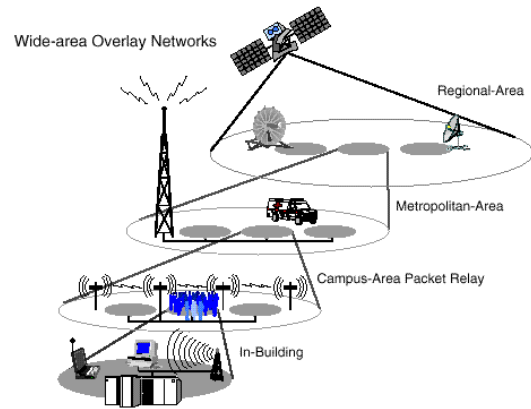 Wide-area Overlay Networks
Regional-Area
Metropolitan-Area
Campus-Area Packet Relay
In-Building